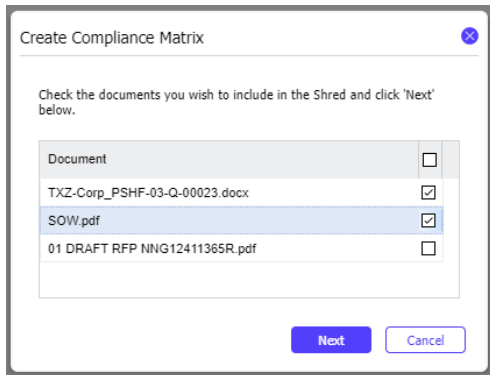 Create Compliance Matrix
Check the documents you wish to include in the Shred and click 'Next'
below.
Document
TXZ-Corp_PSHF-03-Q-00023.docx
SOW.pdf
01 DRAFT RFP NNG12411365R.pdf
Next Cancel